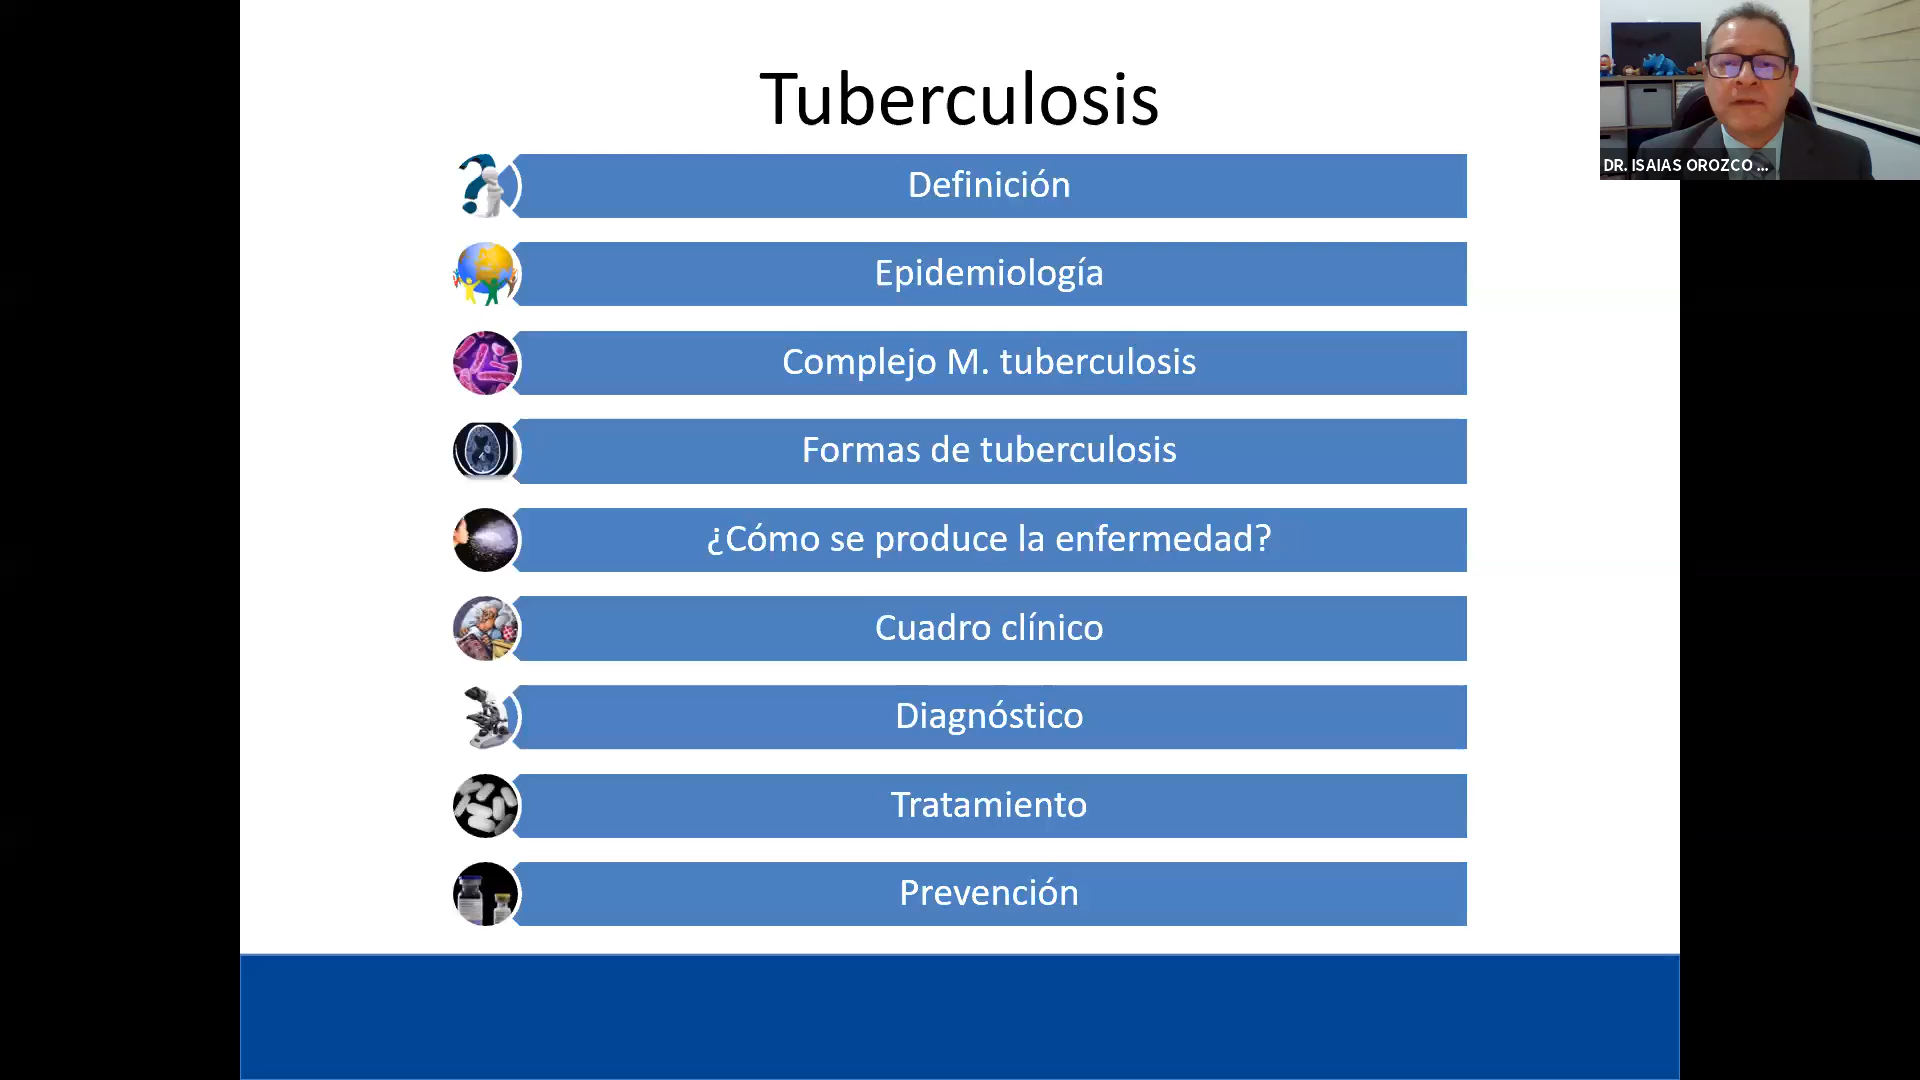 Tuberculosis
DR. ISAIAS OROZCO ...
Definición
Epidemiología
Complejo M. tuberculosis
Formas de tuberculosis
¿Cómo se produce la enfermedad?
Cuadro clínico
Diagnóstico
Tratamiento
Prevención